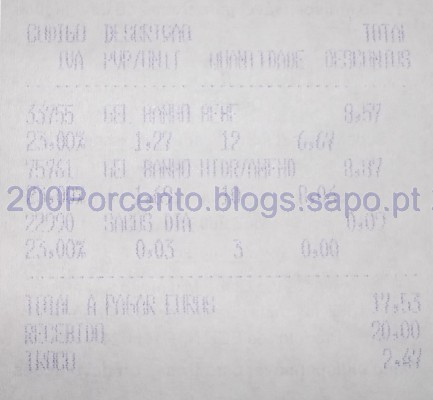 CODIGO DESCRICAO TOTAL
IVA PVP/UNIT QUANTIDADE DESCONTOS
33755 GEL BANHO 8,57
23,00% 1,27 12 6,67
GEL BANHO HIDR/AMEND 8,87
200Porcento.blogs.sapo.pt
22990 SACOS DIA 0,09
23,00% 0,03 3 0,00
TOTAL A PAGAR EUROS 17,53
RECEBIDO 20,00
TROCO 2,47